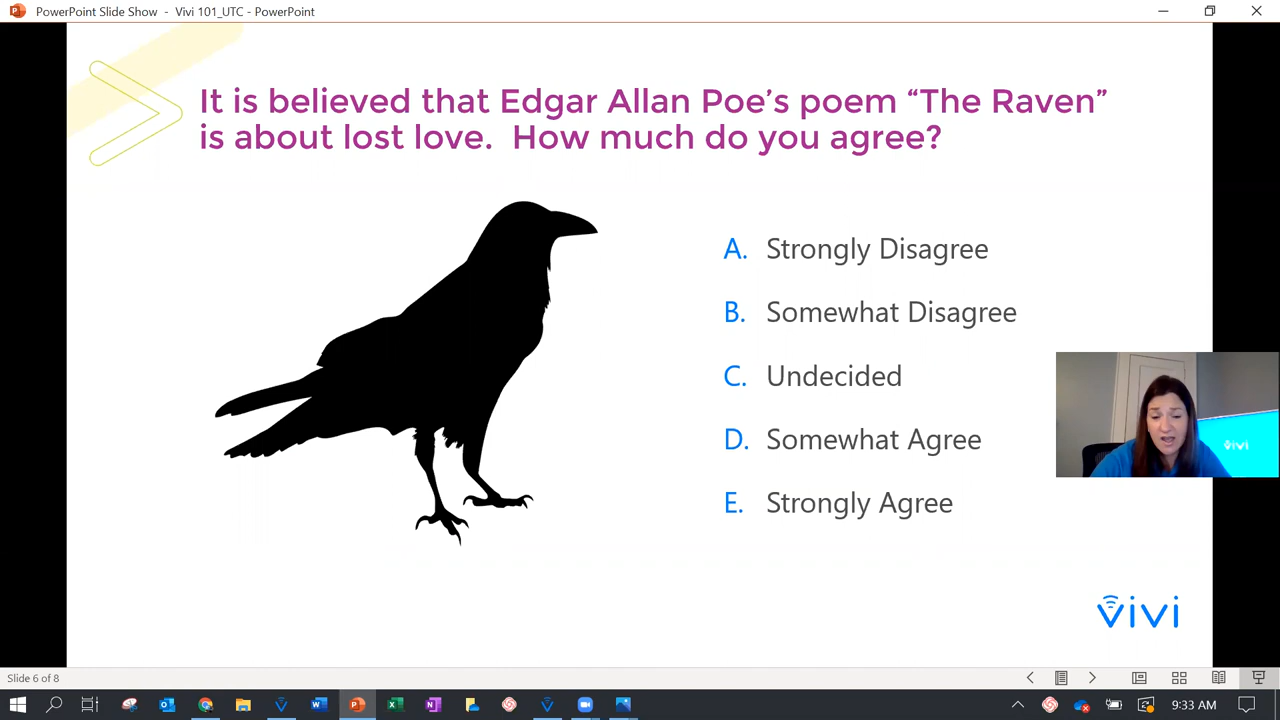 PowerPoint Slide Show - Vivi 101_UTC - PowerPoint
It is believed that Edgar Allan Poe’s poem “The Raven”
is about lost love. How much do you agree?
A. Strongly Disagree
B. Somewhat Disagree
C. Undecided
D. Somewhat Agree
E. Strongly Agree
vivi
vivi
Slide 6 of 8
9:33 AM